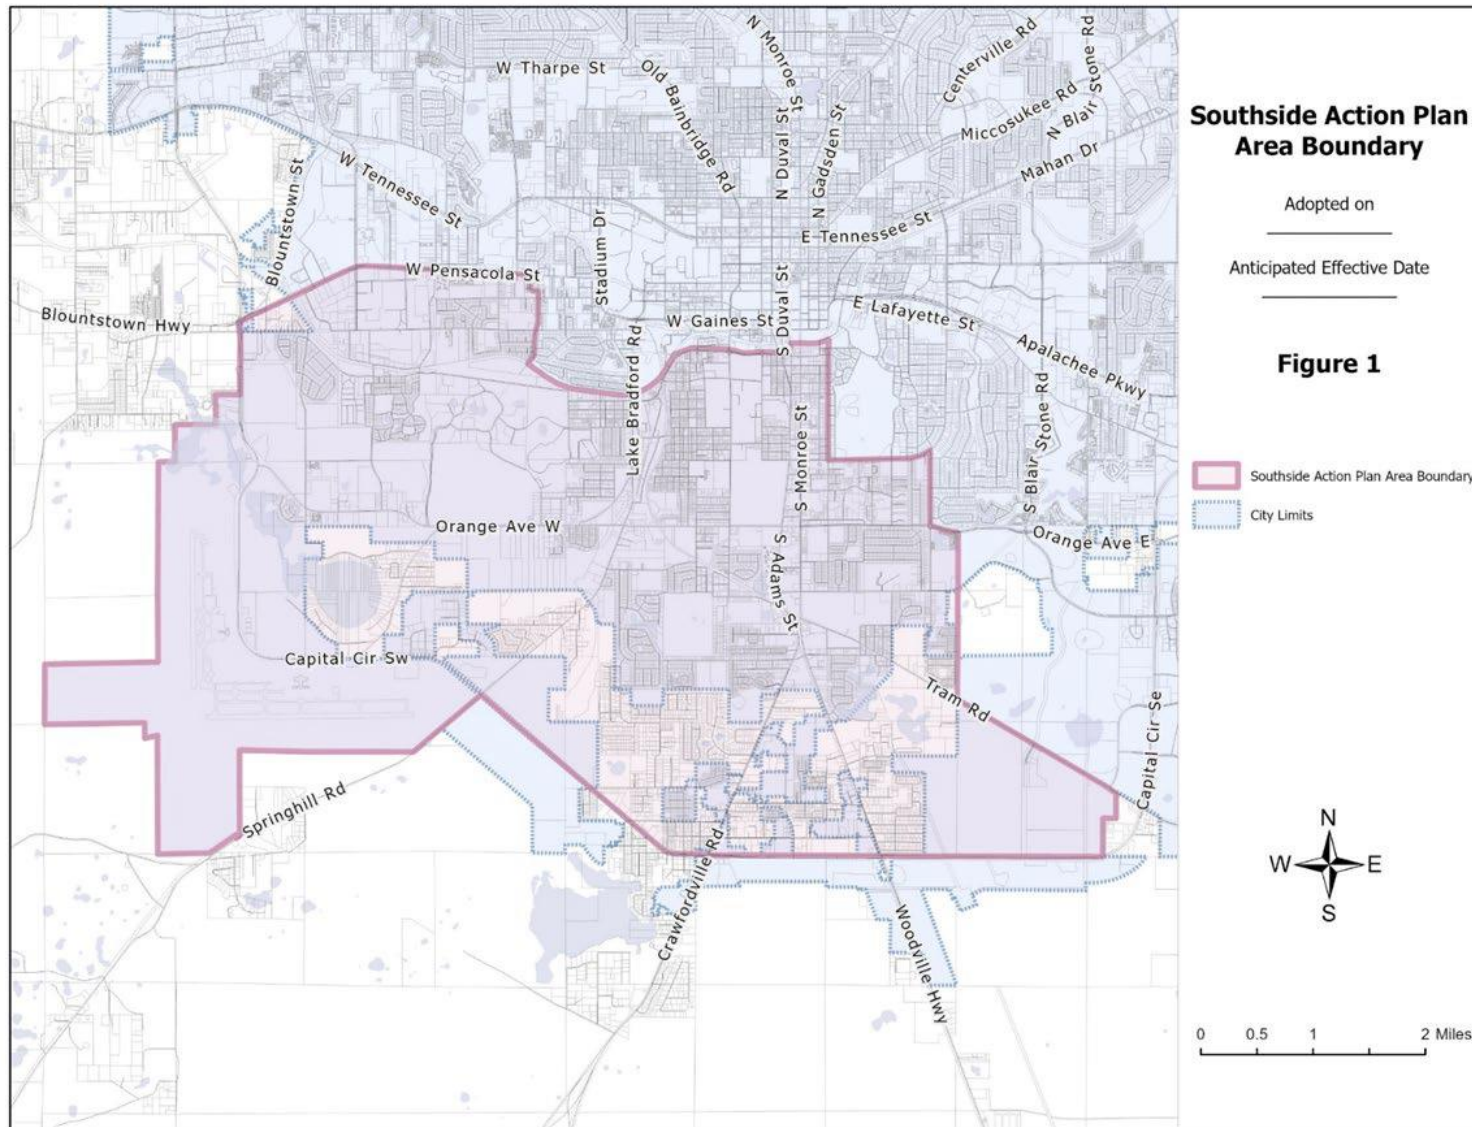 W Tharpe St
Old Bainbridge Rd
N Monroe St
N Duval St
N Gadsden St
Centerville Rd
Miccosukee Rd
N Blair Stone Rd
Mahan Dr
W Tennessee St
E Tennessee St
Blountstown St
Stadium Dr
W Pensacola St
Blountstown Hwy
W Gaines St
S Duval St
E Lafayette St
Apalachee Pkwy
Lake Bradford Rd
S Monroe St
S Blair Stone Rd
Orange Ave W
Orange Ave E
S Adams St
Capital Cir Sw
Tram Rd
Capital Cir Se
Springhill Rd
Crawfordville Rd
Woodville Hwy
Southside Action Plan
Area Boundary
Adopted on
Anticipated Effective Date
Figure 1
Southside Action Plan Area Boundary
City Limits
N
W E
S
0 0.5 1 2 Miles